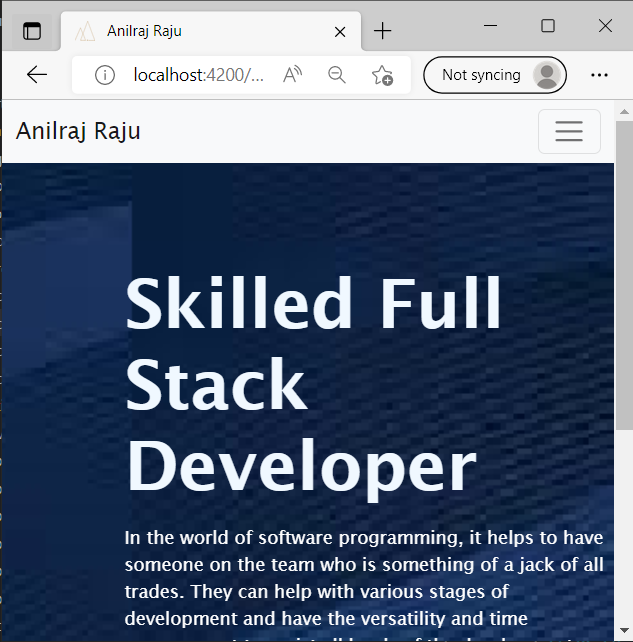 Anilraj Raju
localhost:4200/...
Not syncing
Anilraj Raju
Skilled Full
Stack
Developer
In the world of software programming, it helps to have
someone on the team who is something of a jack of all
trades. They can help with various stages of
development and have the versatility and time